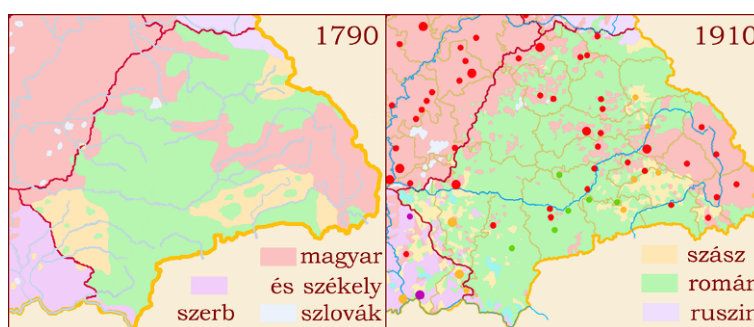 1790
magyar
és székely
szerb
szlovák
1910
szász
román
ruszin